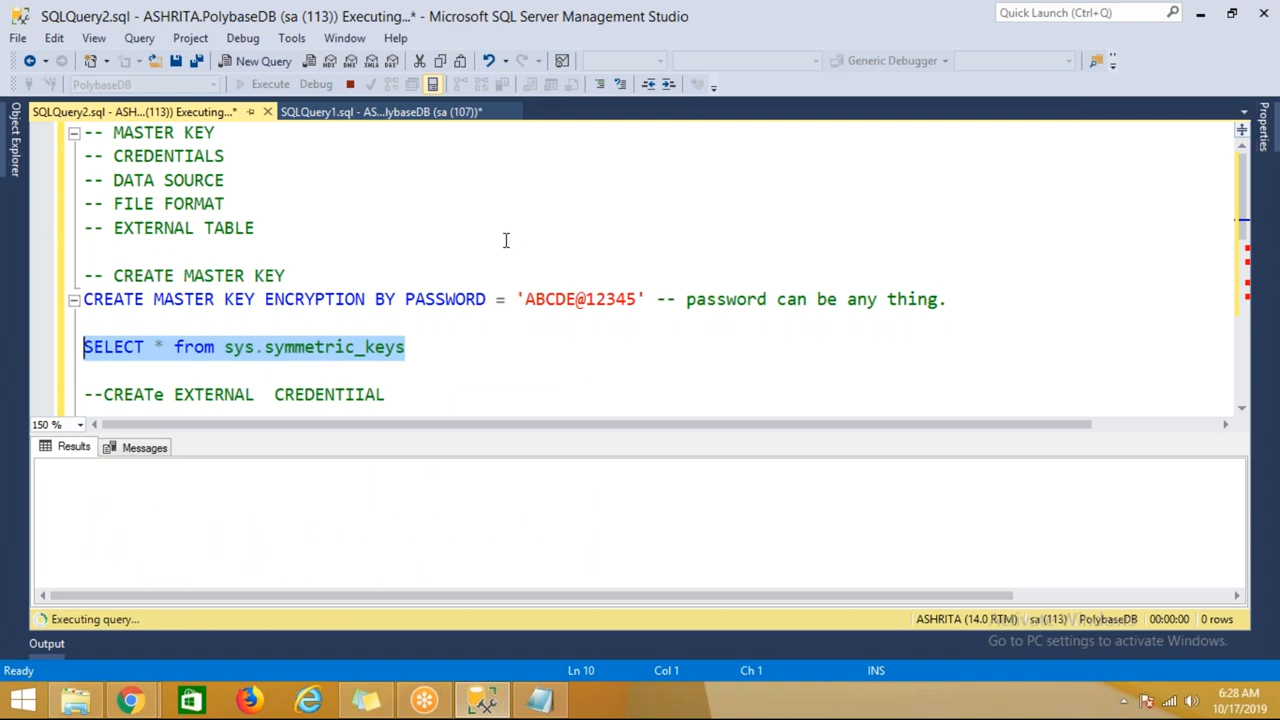 SQLQuery2.sql - ASHRITA.PolybaseDB (sa (113)) Executing...* - Microsoft SQL Server Management Studio
Quick Launch (Ctrl+Q)
File Edit View Query Project Debug Tools Window Help
New Query
Generic Debugger
PolybaseDB
Execute Debug
SQLQuery2.sql - ASH...(113)) Executing...*
SQLQuery1.sql - AS...lybaseDB (sa (107))*
Object Explorer
Properties
-- MASTER KEY
-- CREDENTIALS
-- DATA SOURCE
-- FILE FORMAT
-- EXTERNAL TABLE
-- CREATE MASTER KEY
CREATE MASTER KEY ENCRYPTION BY PASSWORD = 'ABCDE@12345' -- password can be any thing.
SELECT * from sys.symmetric_keys
--CREATe EXTERNAL  CREDENTIIAL
150 %
Results Messages
Executing query...
ASHRITA (14.0 RTM) sa (113) PolybaseDB 00:00:00 0 rows
Activate Windows
Go to PC settings to activate Windows.
Output
Ready
Ln 10 Col 1 Ch 1 INS
6:28 AM
10/17/2019